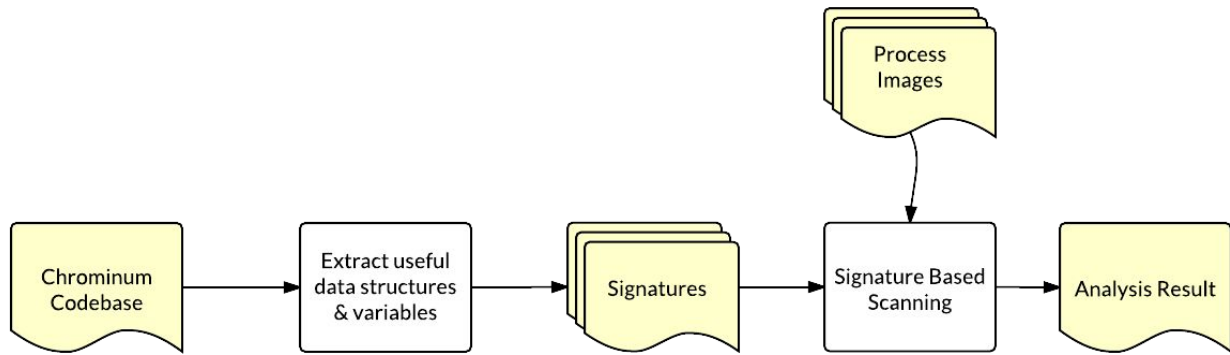 Process
Images
Chrominum
Codebase
Extract useful
data structures
& variables
Signatures
Signature Based
Scanning
Analysis Result